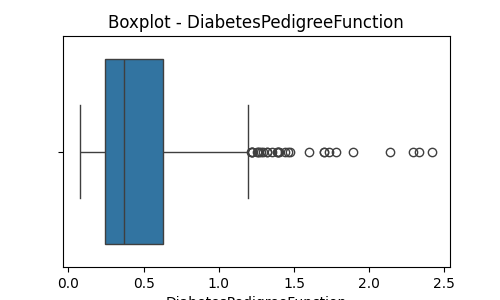 Boxplot - DiabetesPedigreeFunction
0.0 0.5 1.0 1.5 2.0 2.5
DiabetesPedigreeFunction